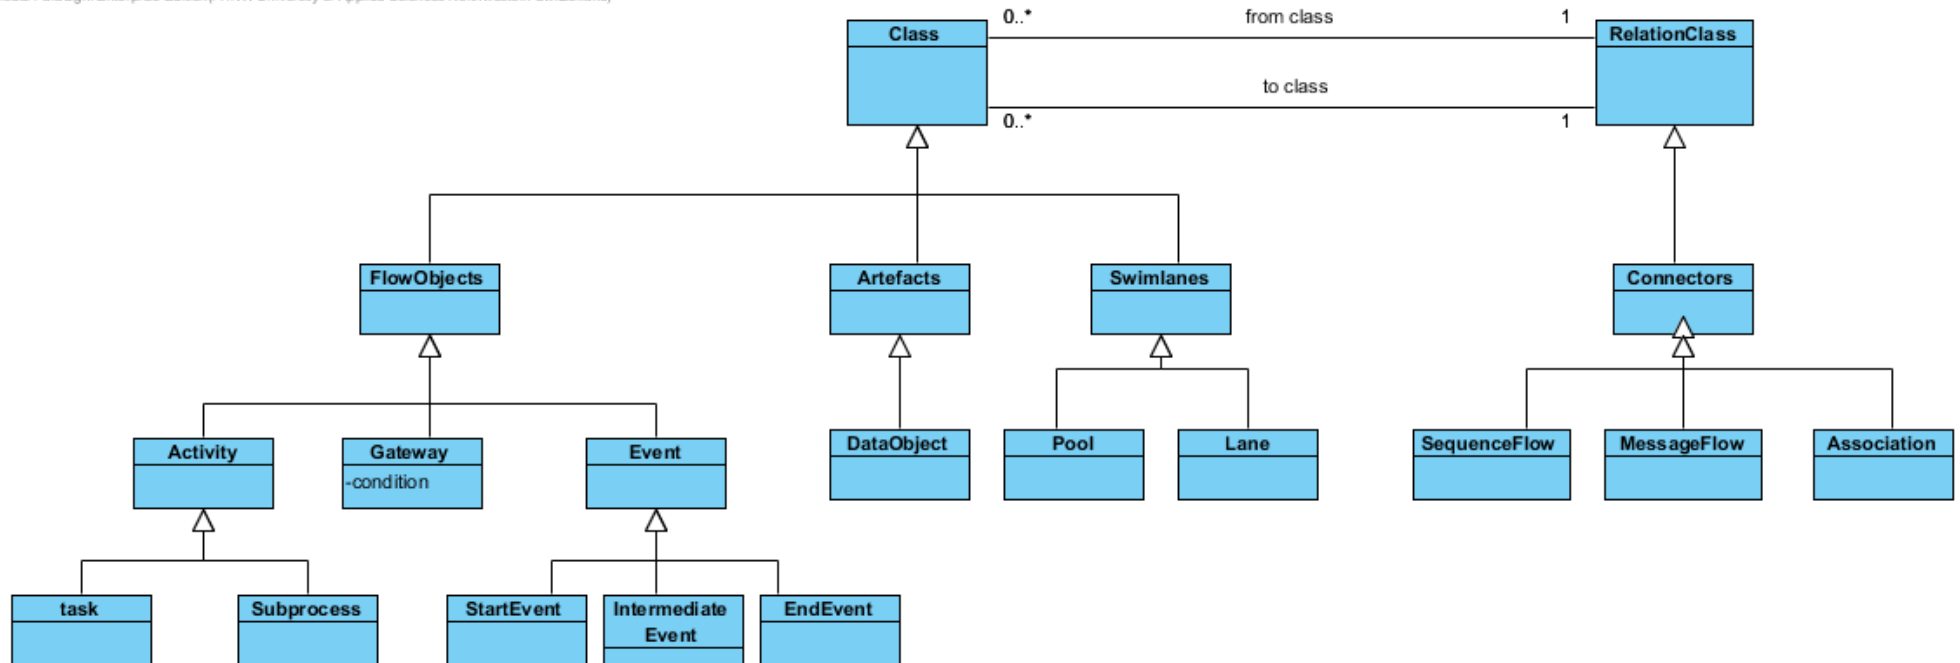 0..* from class 1
Class
RelationClass
to class
0..* 1
FlowObjects
Artefacts
Swimlanes
Connectors
Activity
Gateway
-condition
Event
DataObject
Pool
Lane
SequenceFlow
MessageFlow
Association
task
Subprocess
StartEvent
Intermediate
Event
EndEvent